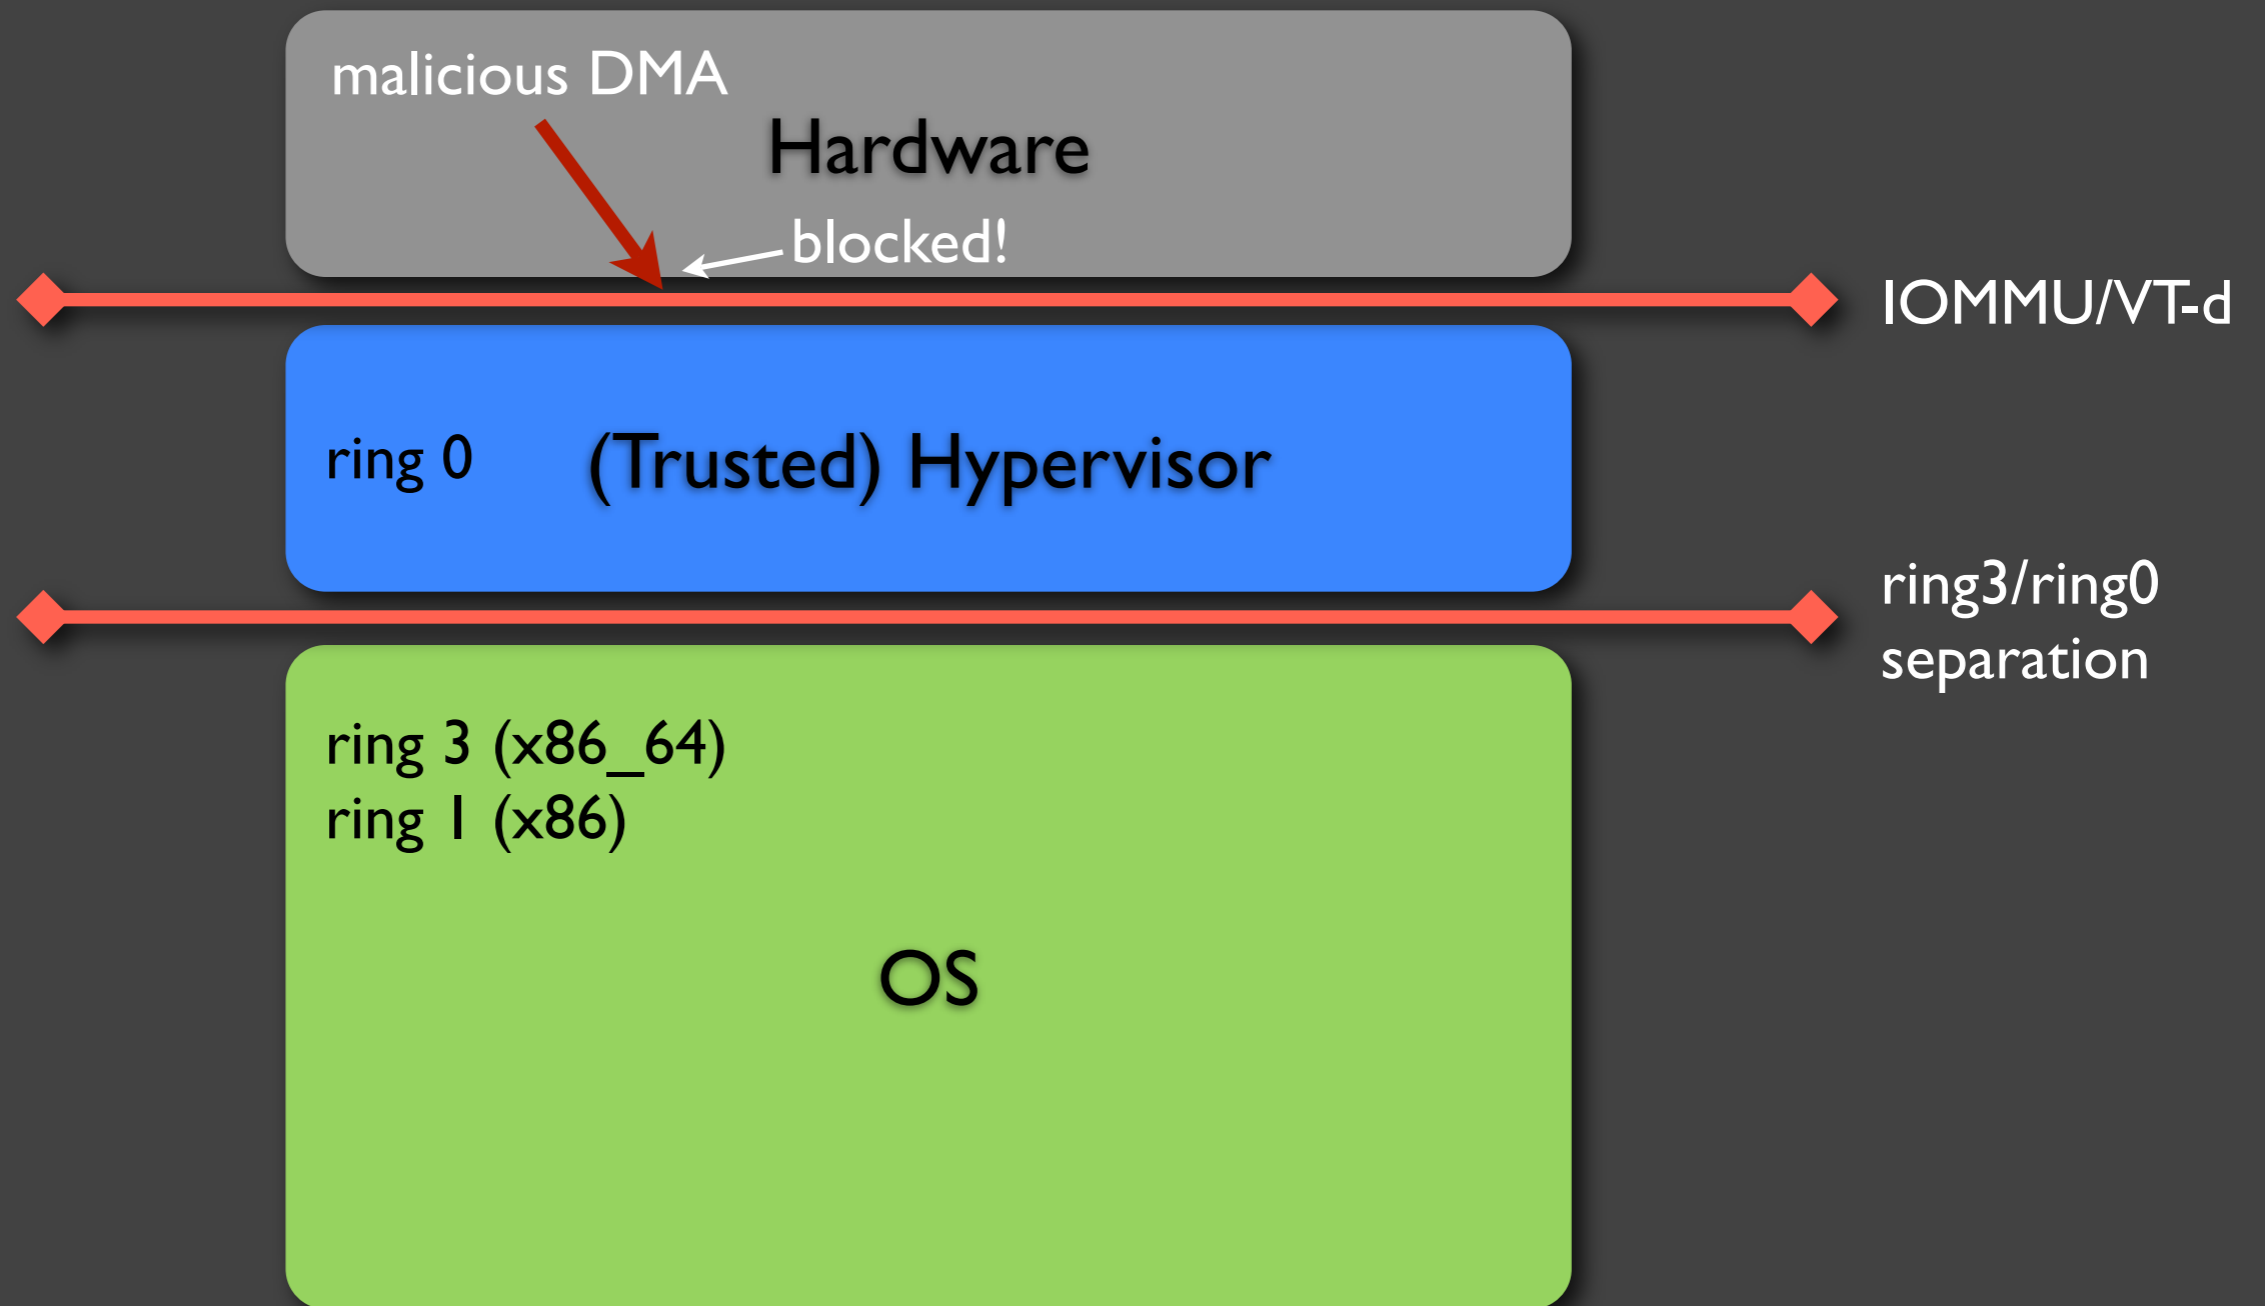 malicious DMA
Hardware
blocked!
IOMMU/VT-d
ring 0
(Trusted) Hypervisor
ring3/ring0
separation
ring 3 (x86_64)
ring 1 (x86)
OS